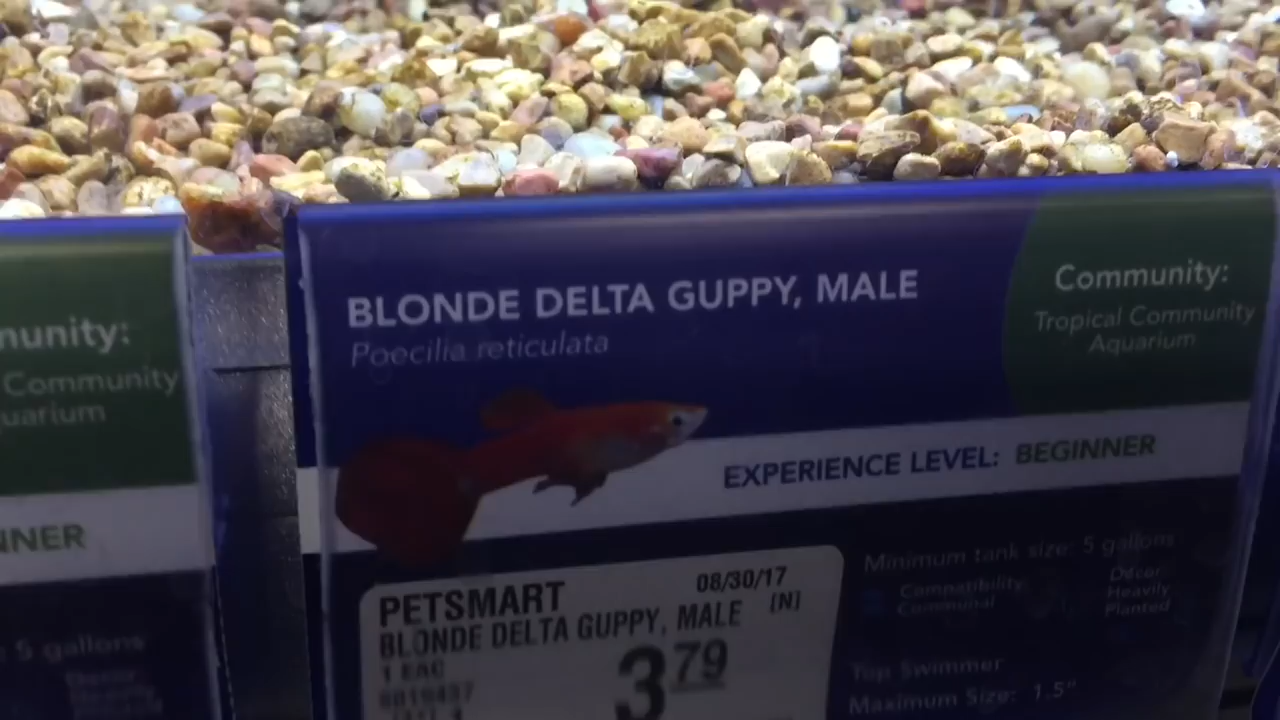 BLONDE DELTA GUPPY, MALE
Poecilia reticulata
Community:
Tropical Community
Aquarium
EXPERIENCE LEVEL: BEGINNER
Minimum tank size: 5 gallons
Compatibility
Communal
Décor:
Heavily
Planted
Top Swimmer
Maximum Size: 1.5"
PETSMART 08/30/17
BLONDE DELTA GUPPY, MALE [N]
1 EAC
3 79
munity:
Community
uarium
NNER
5 gallons